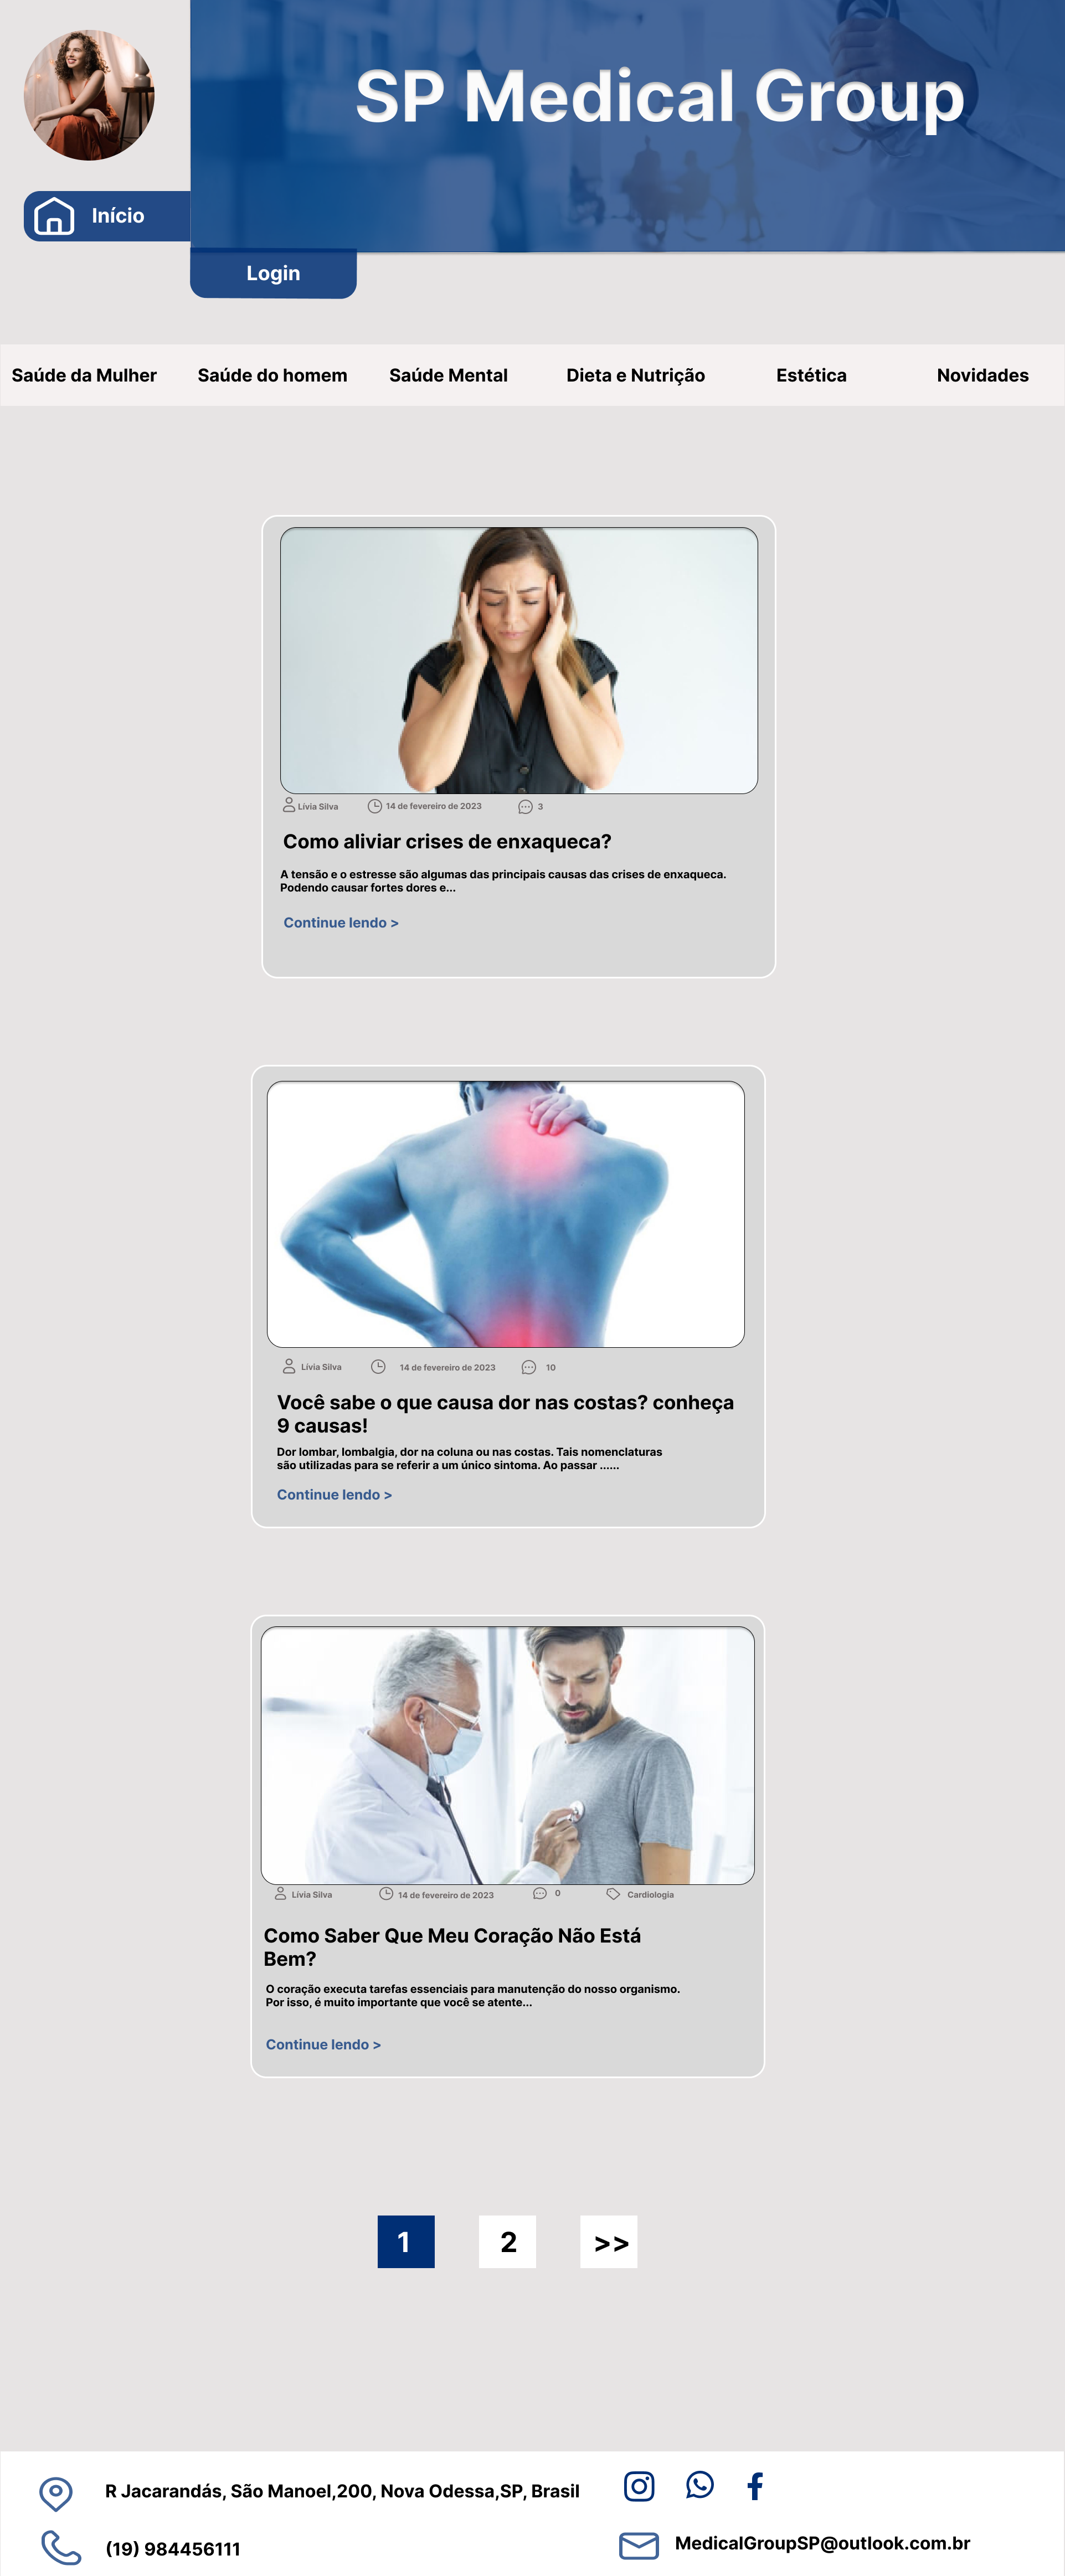 SP Medical Group
Início
Login
Saúde da Mulher
Saúde do homem
Saúde Mental
Dieta e Nutrição
Estética
Novidades
Lívia Silva
14 de fevereiro de 2023
3
Como aliviar crises de enxaqueca?
A tensão e o estresse são algumas das principais causas das crises de enxaqueca.
Podendo causar fortes dores e...
Continue lendo >
Lívia Silva
14 de fevereiro de 2023
10
Você sabe o que causa dor nas costas? conheça
9 causas!
Dor lombar, lombalgia, dor na coluna ou nas costas. Tais nomenclaturas
são utilizadas para se referir a um único sintoma. Ao passar ......
Continue lendo >
Lívia Silva
14 de fevereiro de 2023
0
Cardiologia
Como Saber Que Meu Coração Não Está
Bem?
O coração executa tarefas essenciais para manutenção do nosso organismo.
Por isso, é muito importante que você se atente...
Continue lendo >
1
2
>>
R Jacarandás, São Manoel,200, Nova Odessa,SP, Brasil
(19) 984456111
MedicalGroupSP@outlook.com.br